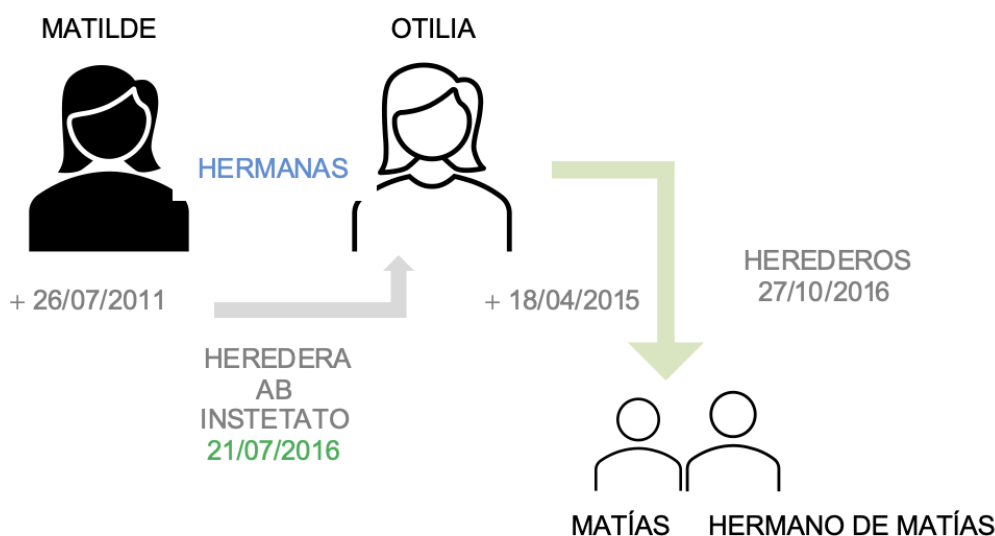 MATILDE
OTILIA
HERMANAS
+ 26/07/2011
+ 18/04/2015
HEREDEROS
27/10/2016
HEREDERA
AB
INSTETATO
21/07/2016
MATÍAS
HERMANO DE MATÍAS